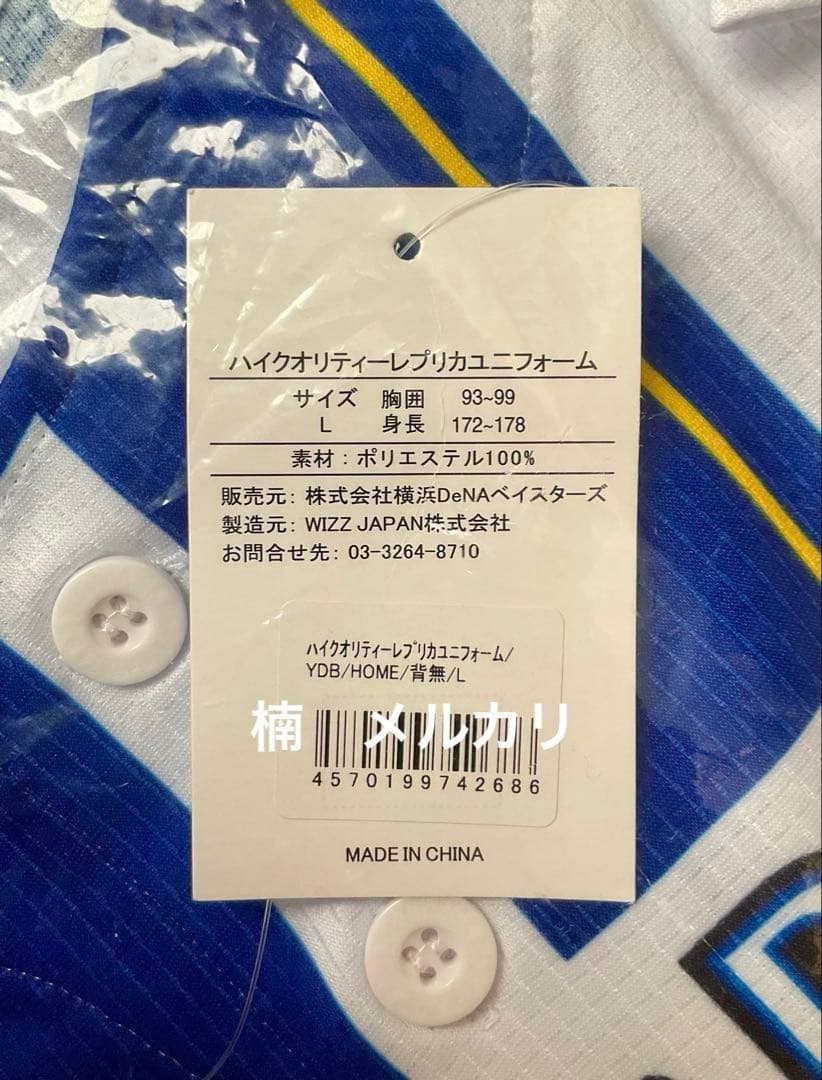 ハイクオリティーレプリカユニフォーム
サイズ 胸囲 93~99
L 身長 172~178
素材：ポリエステル100%
販売元: 株式会社横浜DeNAベイスターズ
製造元: WIZZ JAPAN株式会社
お問合せ先: 03-3264-8710
ﾊｲｸｵﾘﾃｨｰﾚﾌﾟﾘｶﾕﾆﾌｫｰﾑ/
YDB/HOME/背無/L
楠 メルカリ
4570199742686
MADE IN CHINA